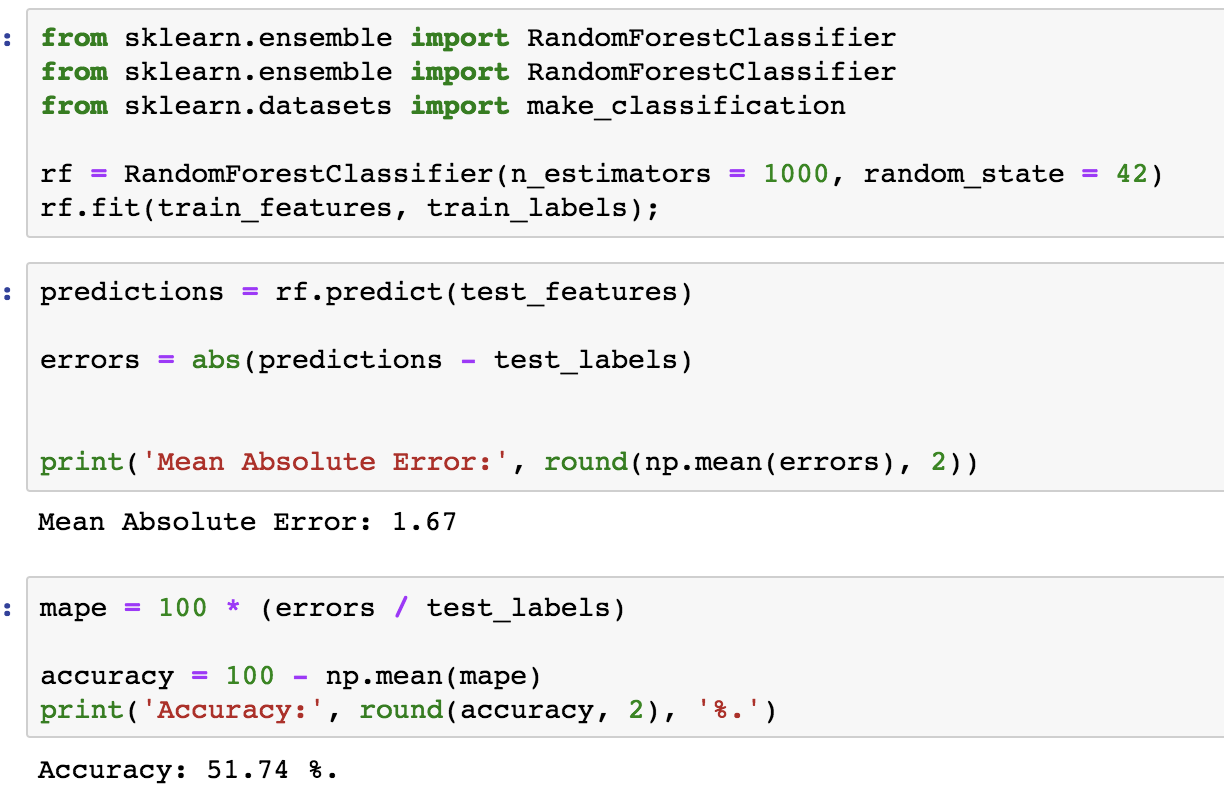 : from sklearn.ensemble import RandomForestClassifier
from sklearn.ensemble import RandomForestClassifier
from sklearn.datasets import make_classification
rf = RandomForestClassifier(n_estimators = 1000, random_state = 42)
rf.fit(train_features, train_labels);
: predictions = rf.predict(test_features)
errors = abs(predictions - test_labels)
print('Mean Absolute Error:', round(np.mean(errors), 2))
Mean Absolute Error: 1.67
: mape = 100 * (errors / test_labels)
accuracy = 100 - np.mean(mape)
print('Accuracy:', round(accuracy, 2), '%.')
Accuracy: 51.74 %.